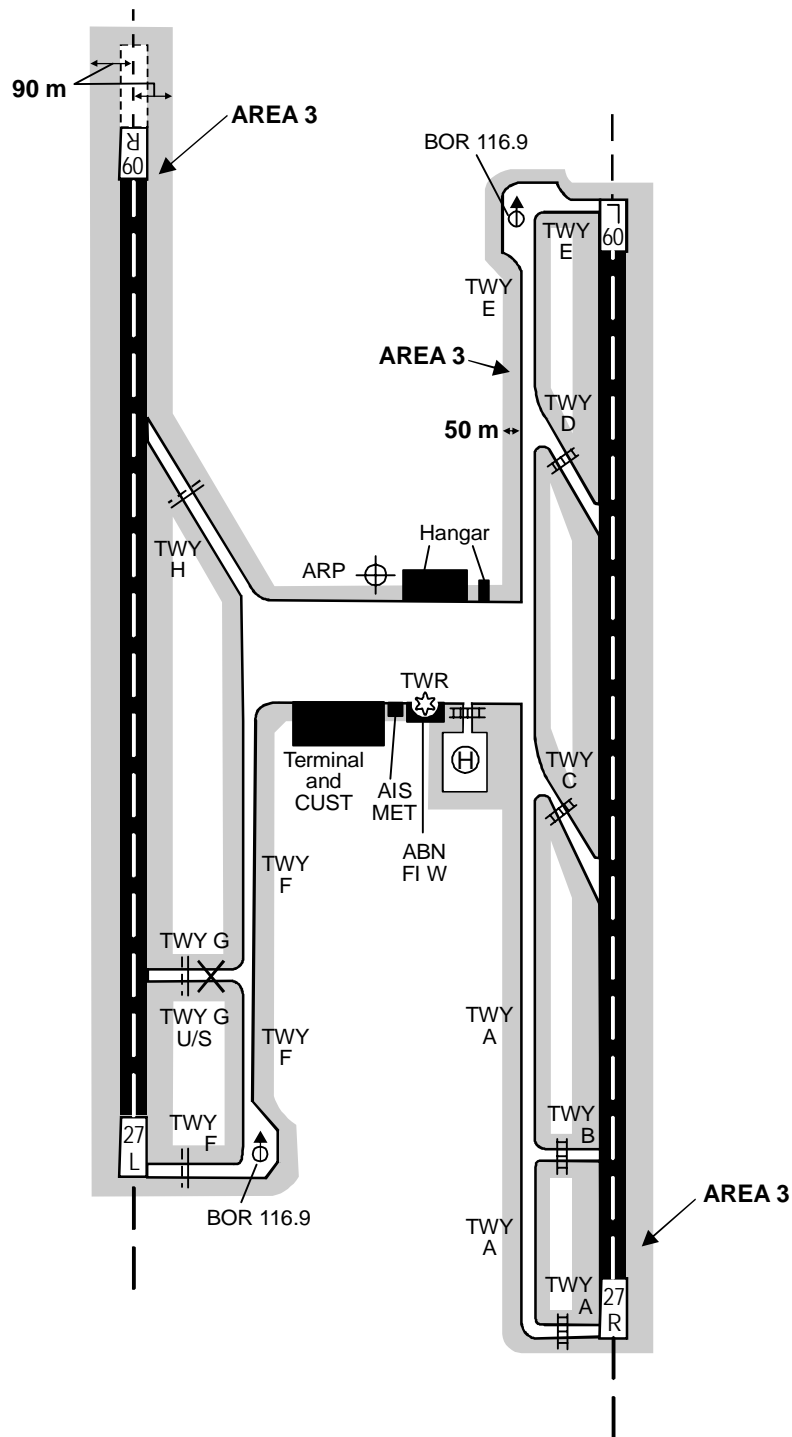 90 m
AREA 3
09
R
BOR 116.9
09
L
TWY
E
TWY
E
AREA 3
TWY
D
50 m
TWY
H
ARP
Hangar
TWR
H
Terminal
and
CUST
AIS
MET
ABN
FI W
TWY
C
TWY
F
TWY G
TWY G
U/S
TWY
F
TWY
A
27
L
TWY
F
TWY
B
BOR 116.9
AREA 3
TWY
A
TWY
A
27
R